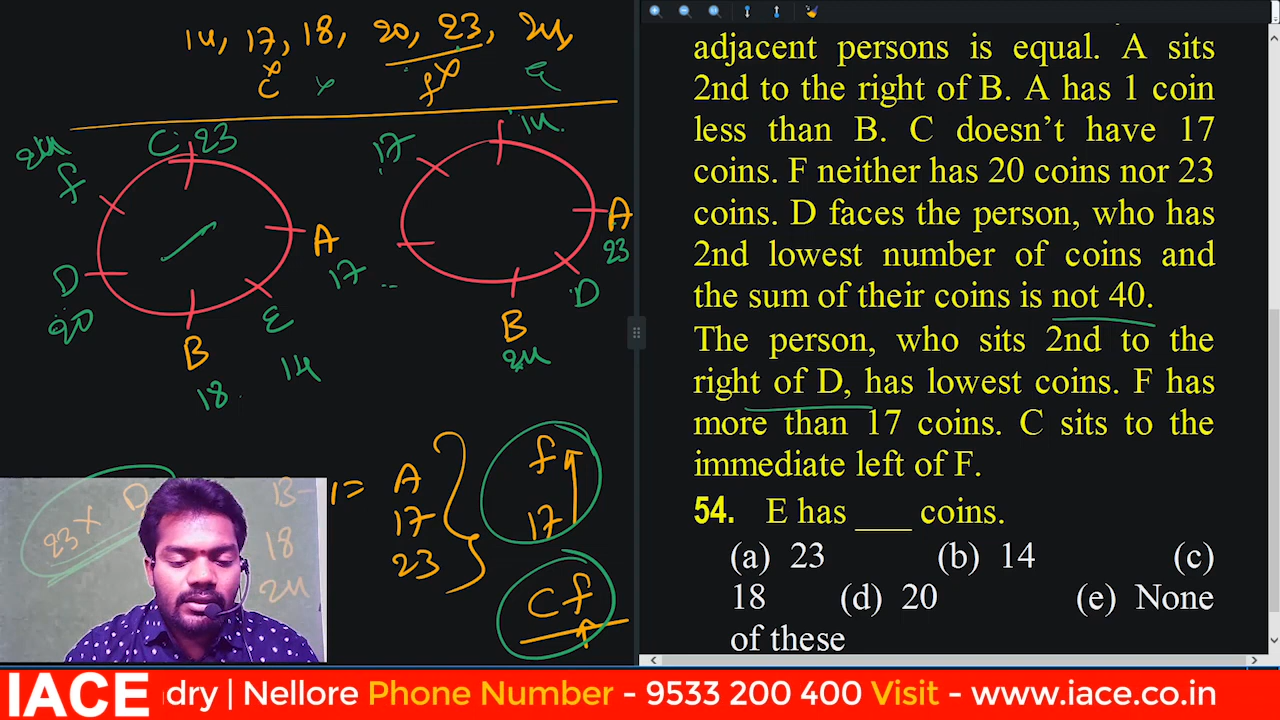 14, 17, 18, 20, 23, 24,
C F
C 23
24
F
A
17
D
20
E
14
B
18
17
14
A
23
D
B
24
23 X D
B - 1 = A
18 17
24 23
F
17
C F
adjacent persons is equal. A sits
2nd to the right of B. A has 1 coin
less than B. C doesn't have 17
coins. F neither has 20 coins nor 23
coins. D faces the person, who has
2nd lowest number of coins and
the sum of their coins is not 40.
The person, who sits 2nd to the
right of D, has lowest coins. F has
more than 17 coins. C sits to the
immediate left of F.
54. E has ___ coins.
(a) 23 (b) 14 (c)
18 (d) 20 (e) None
of these
IACE dry | Nellore Phone Number - 9533 200 400 Visit - www.iace.co.in